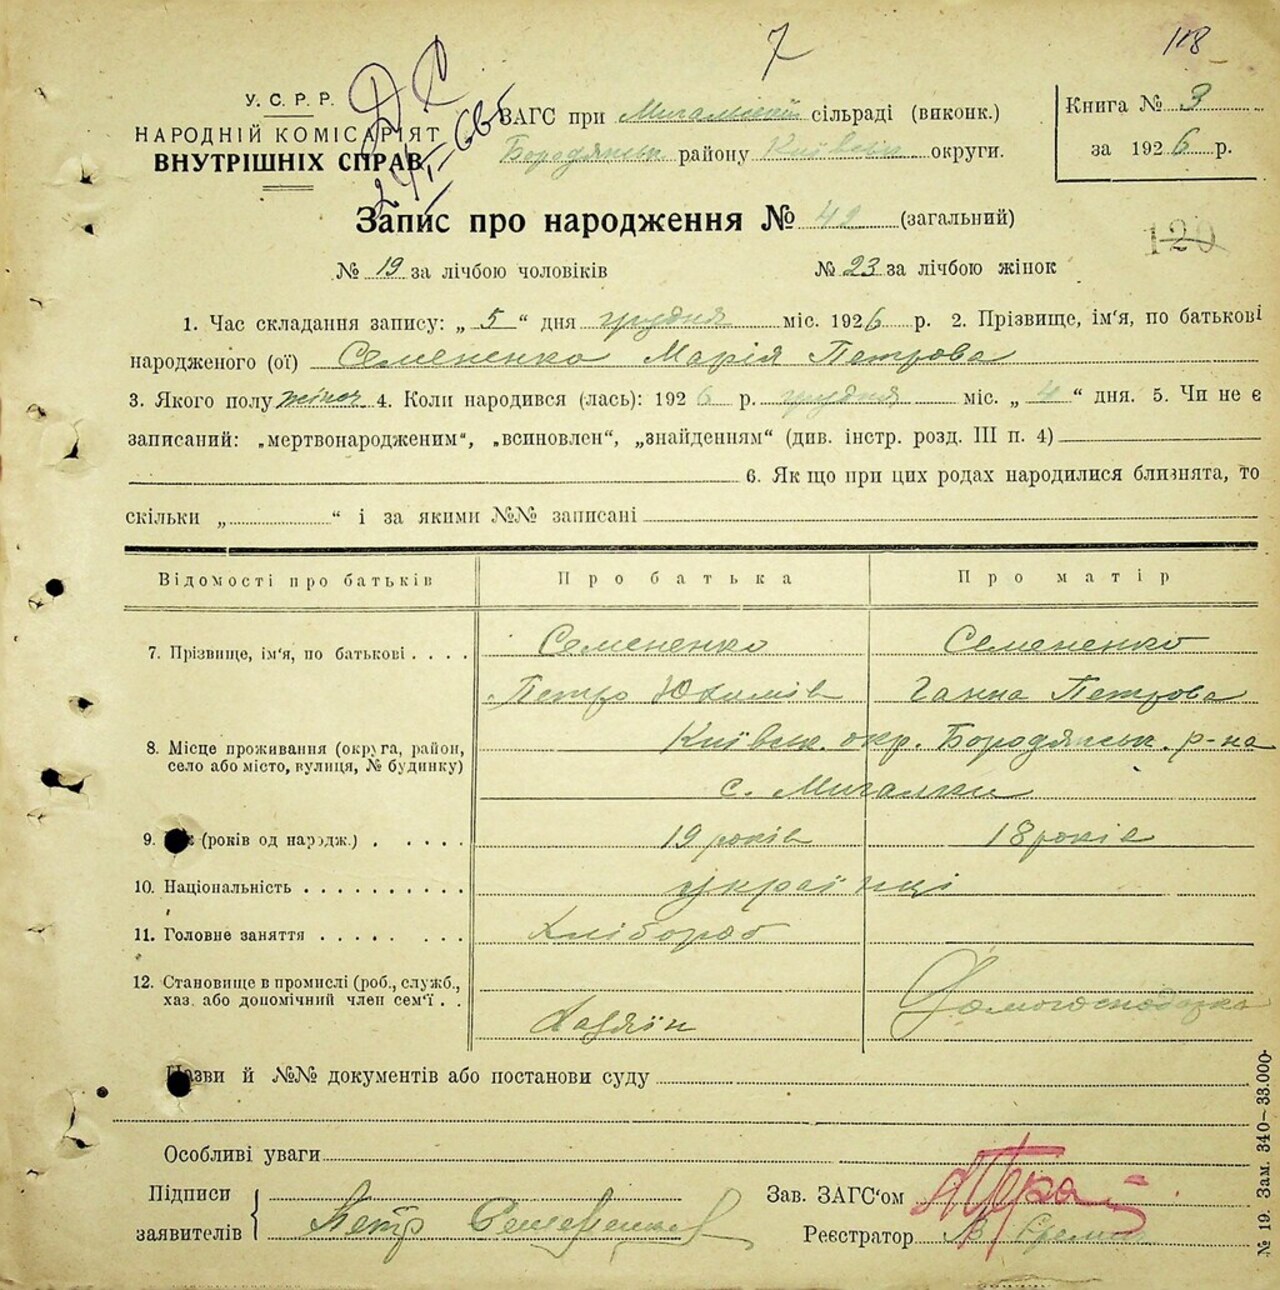 7
118
У. С. Р. Р.
НАРОДНІЙ КОМІСАРІЯТ
ВНУТРІШНІХ СПРАВ
ЗАГС при Мигалській сільраді (виконк.)
Бородянськ району Київськ округи.
Книга № 3
за 1926 р.
Запис про народження № 42 (загальний)
120
№ 19 за лічбою чоловіків № 23 за лічбою жінок
1. Час складання запису: „ 5 “ дня грудня міс. 1926 р. 2. Прізвище, ім'я, по батькові
народженого (ої) Семененко Марія Петрова
3. Якого полу жіноч 4. Коли народився (лась): 1926 р. грудня міс. „ 4 “ дня. 5. Чи не є
записаний: „мертвонародженим“, „всиновлен“, „знайденням“ (див. інстр. розд. III п. 4)
6. Як що при цих родах народилися близнята, то
скільки „ “ і за якими №№ записані
Відомості про батьків Про батька Про матір
7. Прізвище, ім'я, по батькові . . . . Семененко Семененко
Петро Юхимів Ганна Петрова
8. Місце проживання (округа, район,
село або місто, вулиця, № будинку)
Київськ. окр. Бородянськ. р-на
с. Мигалки
9. (років од народж.) . . . . . 19 років 18 років
10. Національність . . . . . . . . . . українці
11. Головне заняття . . . . . . . . Хлібороб
12. Становище в промислі (роб., службс.,
хаз. або допомічний член сем'ї . .
Хазяїн Домогосподарка
Назви й №№ документів або постанови суду
Особливі уваги
Підписи
заявителів
Петр Семененко
Зав. ЗАГС'ом
Реєстратор
№ 19. Зам. 340—33.000